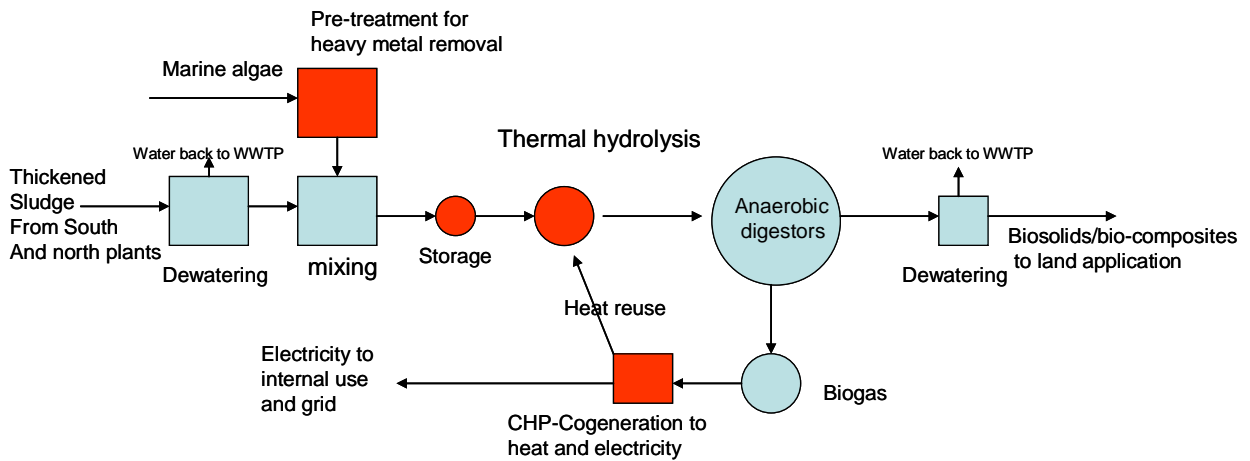 Pre-treatment for
heavy metal removal
Marine algae
Thermal hydrolysis
Water back to WWTP
Water back to WWTP
Thickened
Sludge
From South
And north plants
Anaerobic
digestors
Biosolids/bio-composites
to land application
Dewatering
mixing
Storage
Dewatering
Heat reuse
Electricity to
internal use
and grid
Biogas
CHP-Cogeneration to
heat and electricity